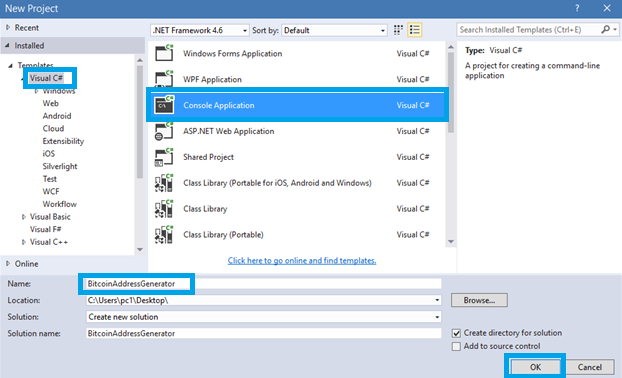 New Project
Recent
Installed
Templates
Visual C#
Windows
Web
Android
Cloud
Extensibility
iOS
Silverlight
Test
WCF
Workflow
Visual Basic
Visual F#
Visual C++
Online
.NET Framework 4.6
Sort by: Default
Windows Forms Application Visual C#
WPF Application Visual C#
Console Application Visual C#
ASP.NET Web Application Visual C#
Shared Project Visual C#
Class Library (Portable for iOS, Android and Windows) Visual C#
Class Library Visual C#
Class Library (Portable) Visual C#
Click here to go online and find templates.
Search Installed Templates (Ctrl+E)
Type: Visual C#
A project for creating a command-line
application
Name: BitcoinAddressGenerator
Location: C:\Users\pc1\Desktop\
Browse...
Solution: Create new solution
Solution name: BitcoinAddressGenerator
Create directory for solution
Add to source control
OK
Cancel